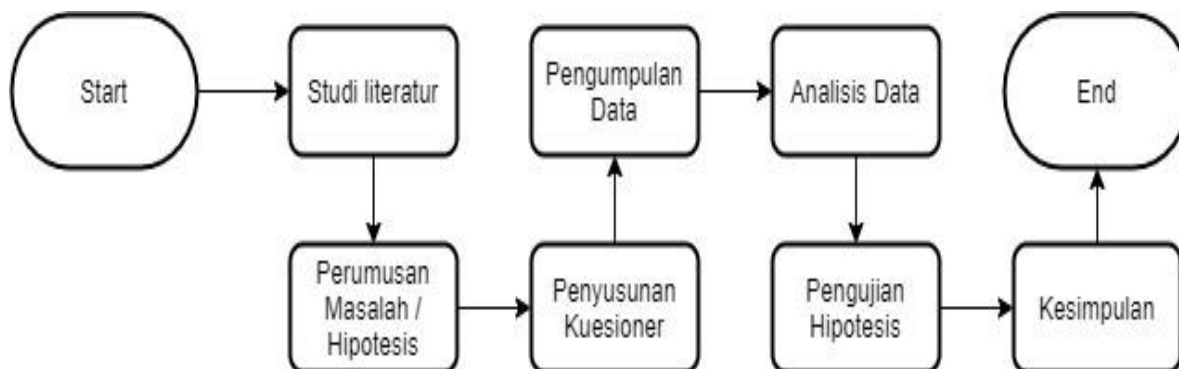 Start
Studi literatur
Perumusan
Masalah /
Hipotesis
Penyusunan
Kuesioner
Pengumpulan
Data
Analisis Data
Pengujian
Hipotesis
Kesimpulan
End